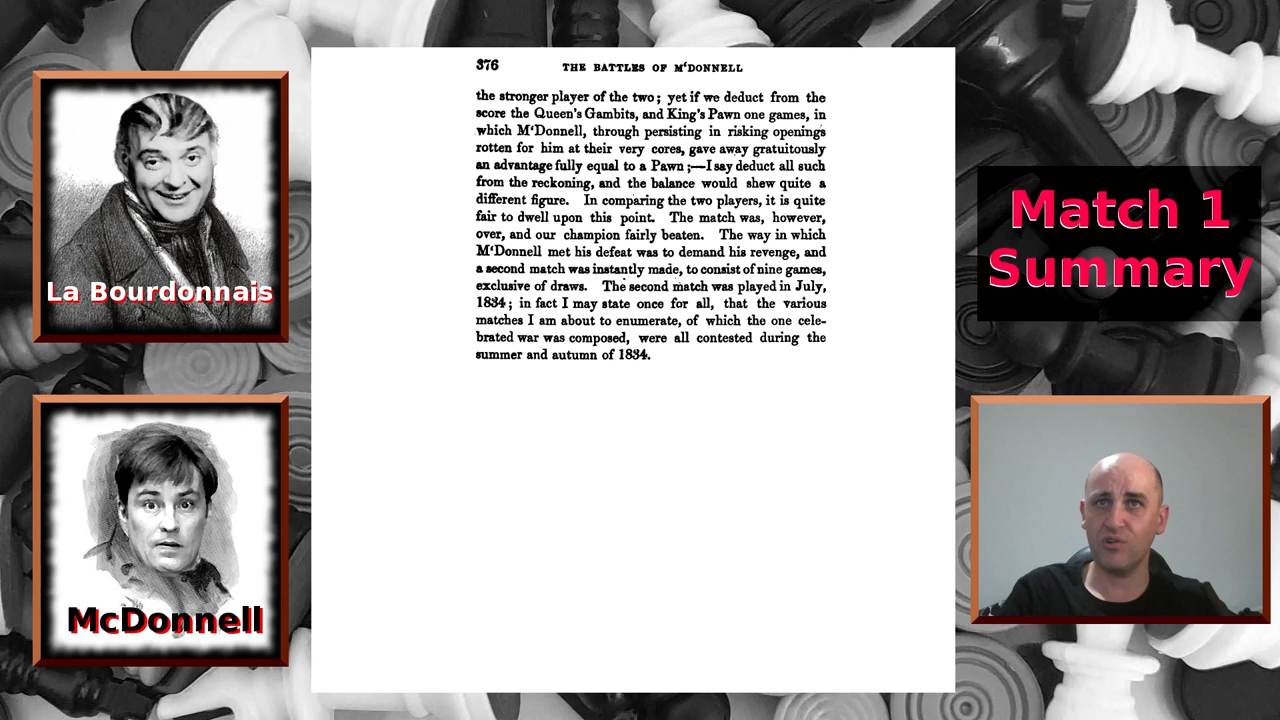 376 THE BATTLES OF M‘DONNELL
the stronger player of the two; yet if we deduct from the
score the Queen's Gambits, and King's Pawn one games, in
which M‘Donnell, through persisting in risking openings
rotten for him at their very cores, gave away gratuitously
an advantage fully equal to a Pawn;—I say deduct all such
from the reckoning, and the balance would shew quite a
different figure. In comparing the two players, it is quite
fair to dwell upon this point. The match was, however,
over, and our champion fairly beaten. The way in which
M‘Donnell met his defeat was to demand his revenge, and
a second match was instantly made, to consist of nine games,
exclusive of draws. The second match was played in July,
1834; in fact I may state once for all, that the various
matches I am about to enumerate, of which the one cele-
brated war was composed, were all contested during the
summer and autumn of 1834.
La Bourdonnais
McDonnell
Match 1
Summary